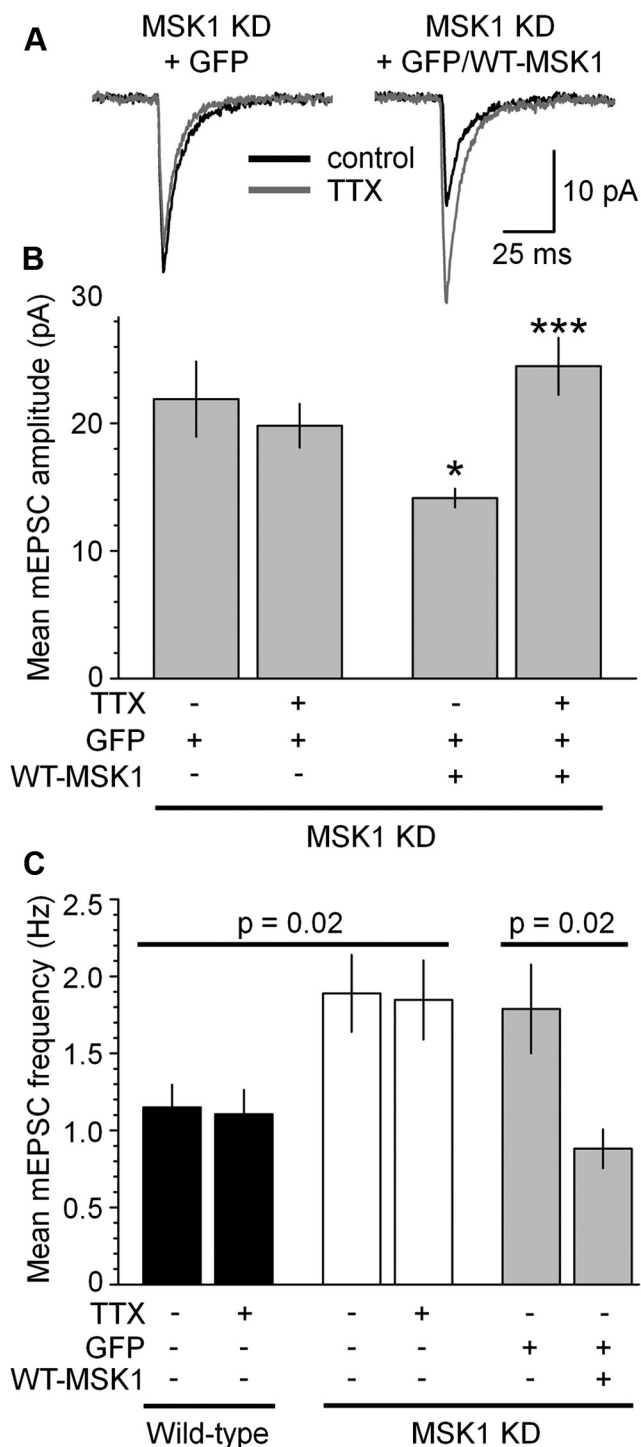 A
MSK1 KD
+ GFP
MSK1 KD
+ GFP/WT-MSK1
control
TTX
10 pA
25 ms
B
Mean mEPSC amplitude (pA)
30
20
10
0
*
***
TTX - + - +
GFP + + + +
WT-MSK1 - - + +
MSK1 KD
C
Mean mEPSC frequency (Hz)
2.5
2.0
1.5
1.0
0.5
0
p = 0.02
p = 0.02
TTX - + - + - -
GFP - - - - + +
WT-MSK1 - - - - - +
Wild-type
MSK1 KD